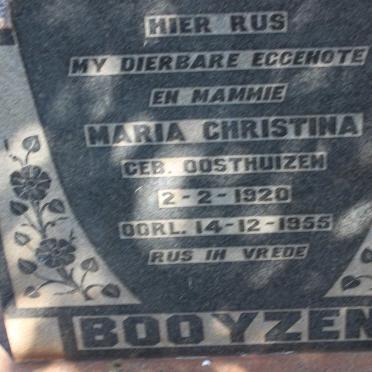 HIER RUS
MY DIERBARE EGGENOTE
EN MAMMIE
MARIA CHRISTINA
GEB. OOSTHUIZEN
2-2-1920
OORL. 14-12-1955
RUS IN VREDE
BOOYZEN